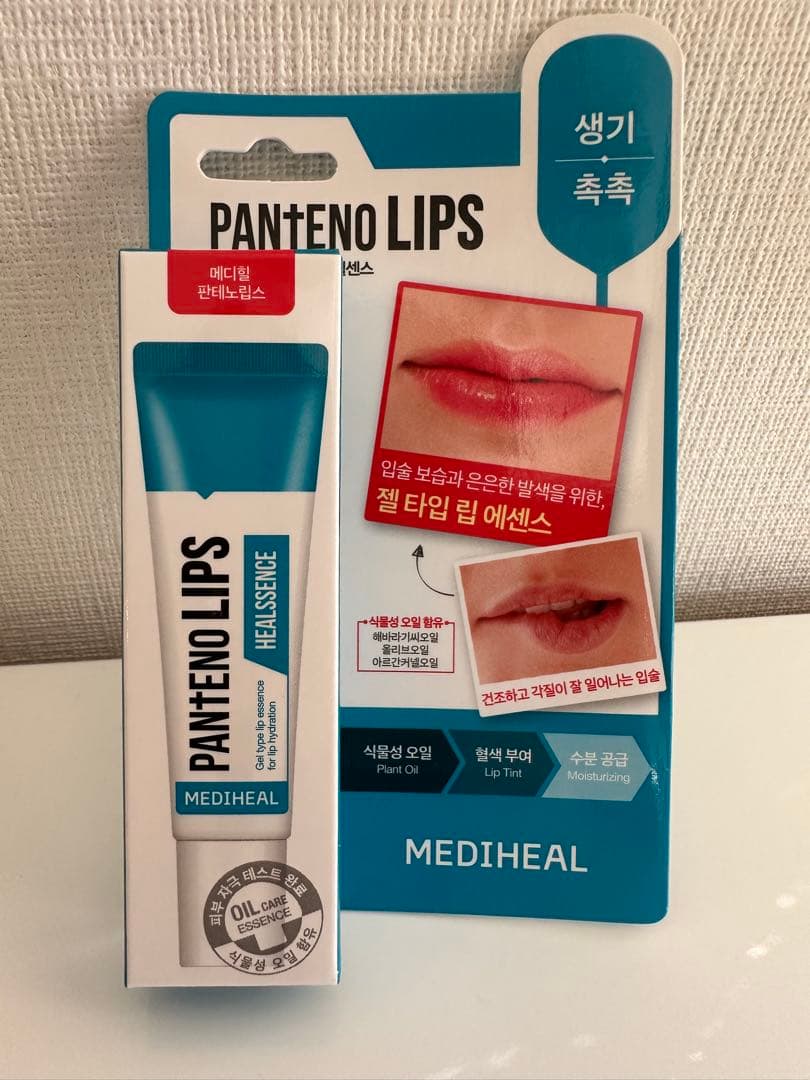 생기
촉촉
PANTENO LIPS
센스
메디힐
판테노립스
입술 보습과 은은한 발색을 위한,
젤 타입 립 에센스
식물성 오일 함유
해바라기씨오일
올리브오일
아르간커넬오일
건조하고 각질이 잘 일어나는 입술
식물성 오일
Plant Oil
혈색 부여
Lip Tint
수분 공급
Moisturizing
MEDIHEAL
PANTENO LIPS
HEALSSENCE
Gel type lip essence
for lip hydration
MEDIHEAL
피부 자극 테스트 완료
OIL CARE
ESSENCE
식물성 오일 함유